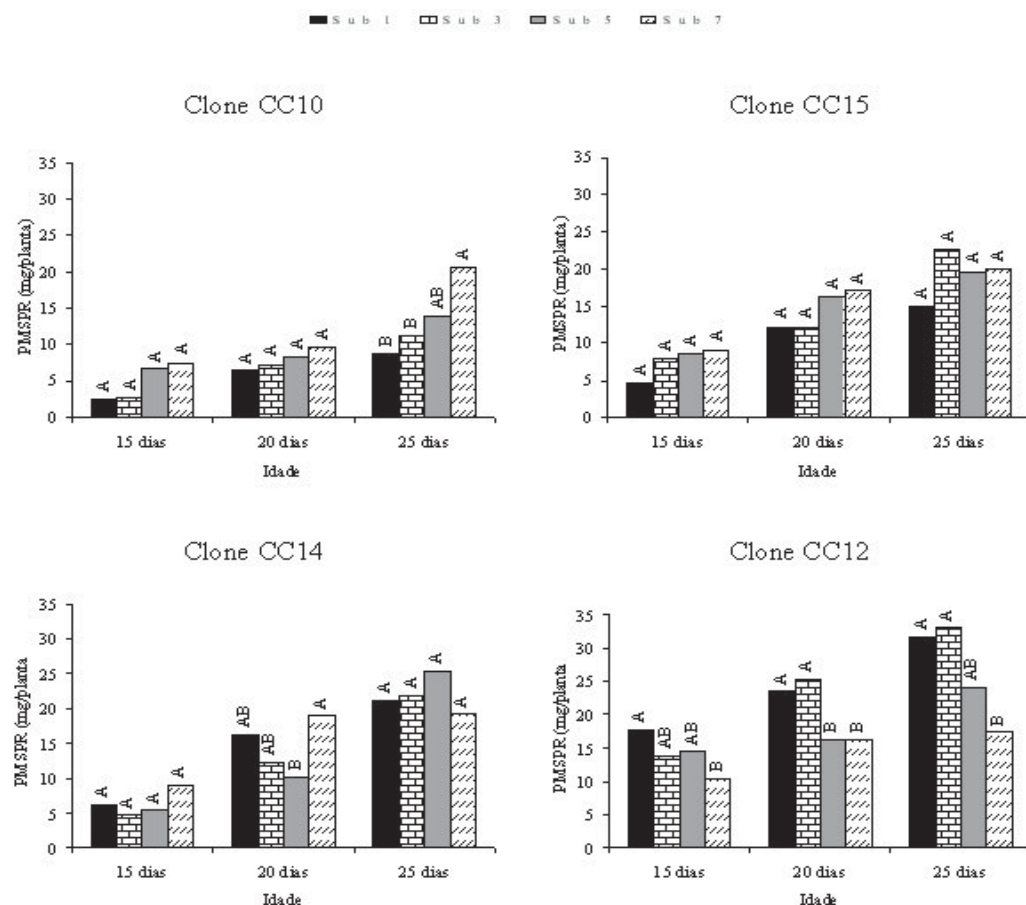 Sub 1 Sub 3 Sub 5 Sub 7
Clone CC10
PMSPR (mg/planta)
35
30
25
20
15
10
5
0
A A A A
A A A A
B B AB A
15 dias 20 dias 25 dias
Idade
Clone CC15
PMSPR (mg/planta)
35
30
25
20
15
10
5
0
A A A A
A A A A
A A A A
15 dias 20 dias 25 dias
Idade
Clone CC14
PMSPR (mg/planta
35
30
25
20
15
10
5
0
A A A A
AB AB B A
A A A A
15 dias 20 dias 25 dias
Idade
Clone CC12
PMSPR (mg/planta
35
30
25
20
15
10
5
0
A AB AB B
A A B B
A A AB B
15 dias 20 dias 25 dias
Idade